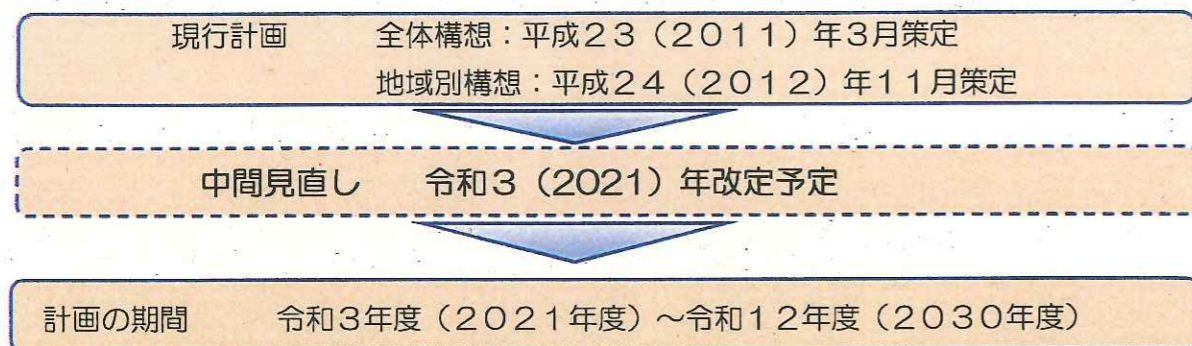 現行計画　全体構想：平成２３（２０１１）年３月策定
地域別構想：平成２４（２０１２）年１１月策定
中間見直し　令和３（2021）年改定予定
計画の期間　令和３年度（２０２１年度）～令和１２年度（２０３０年度）